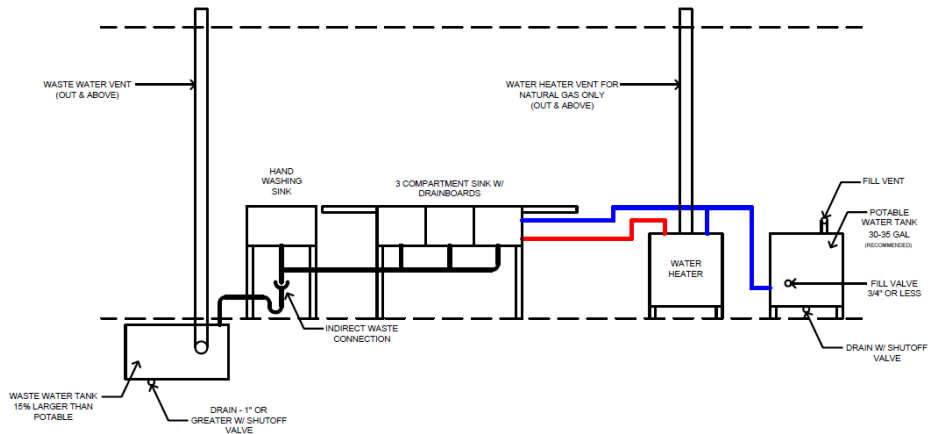 WASTE WATER VENT
(OUT & ABOVE)
WATER HEATER VENT FOR
NATURAL GAS ONLY
(OUT & ABOVE)
HAND
WASHING
SINK
3 COMPARTMENT SINK W/
DRAINBOARDS
FILL VENT
POTABLE
WATER TANK
30-35 GAL
(RECOMMENDED)
WATER
HEATER
FILL VALVE
3/4" OR LESS
INDIRECT WASTE
CONNECTION
DRAIN W/ SHUTOFF
VALVE
WASTE WATER TANK
15% LARGER THAN
POTABLE
DRAIN - 1" OR
GREATER W/ SHUTOFF
VALVE